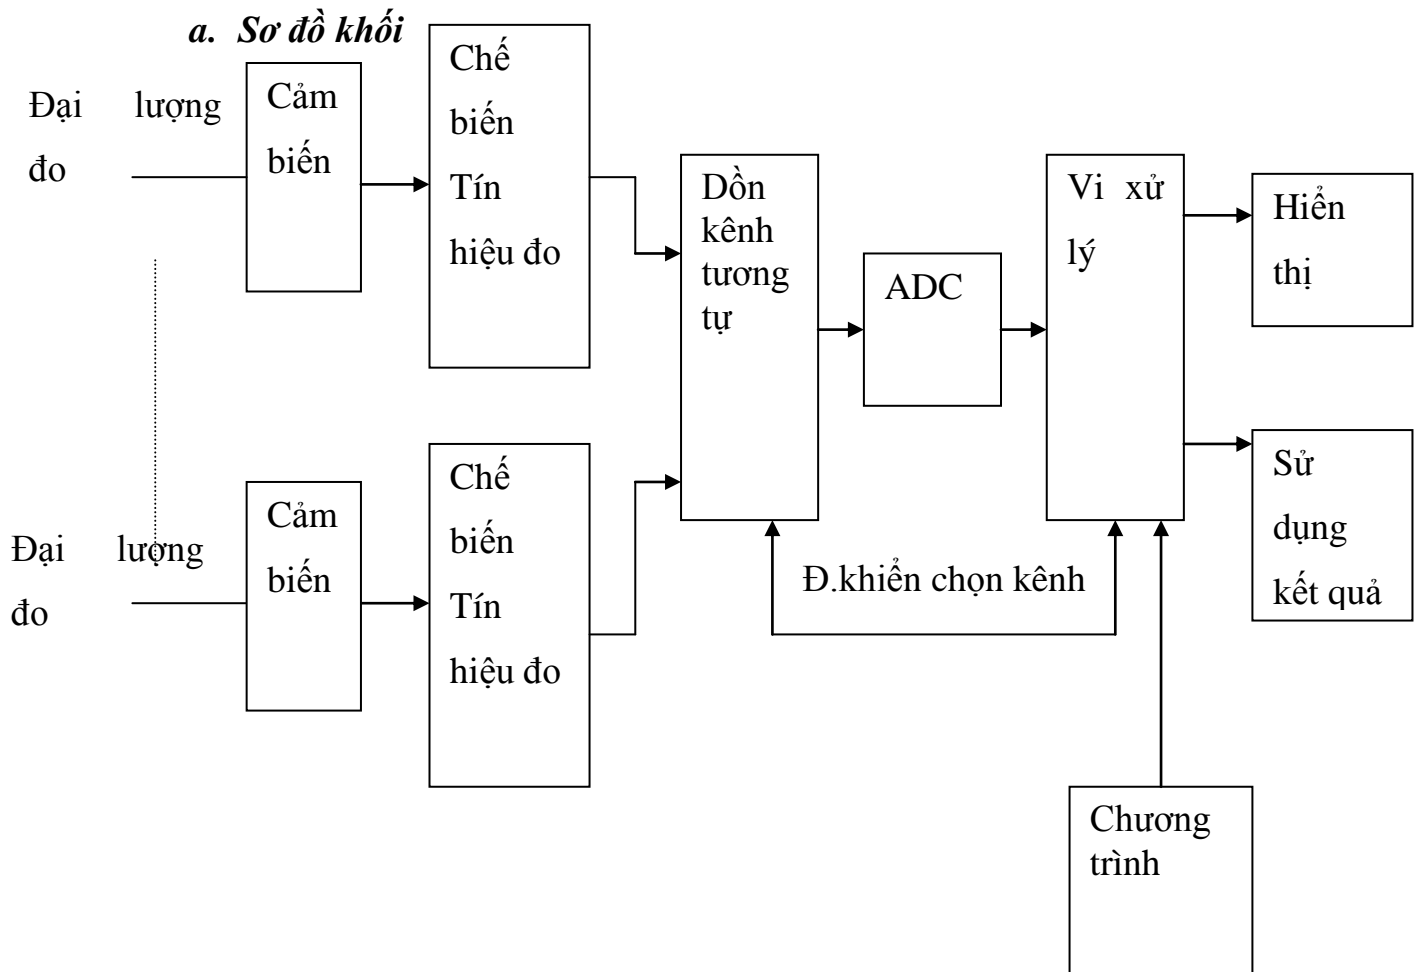 a. Sơ đồ khối
Đại lượng
đo
Cảm
biến
Chế
biến
Tín
hiệu đo
Dồn
kênh
tương
tự
ADC
Vi xử
lý
Hiển
thị
Đại lượng
đo
Cảm
biến
Chế
biến
Tín
hiệu đo
Đ.khiển chọn kênh
Sử
dụng
kết quả
Chương
trình